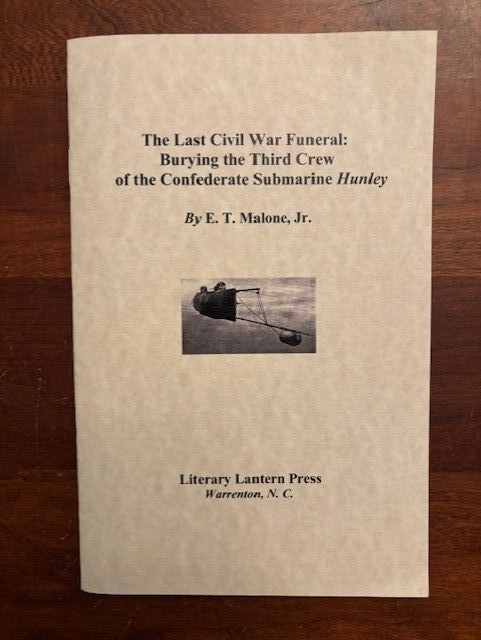 The Last Civil War Funeral:
Burying the Third Crew
of the Confederate Submarine Hunley
By E. T. Malone, Jr.
Literary Lantern Press
Warrenton, N. C.